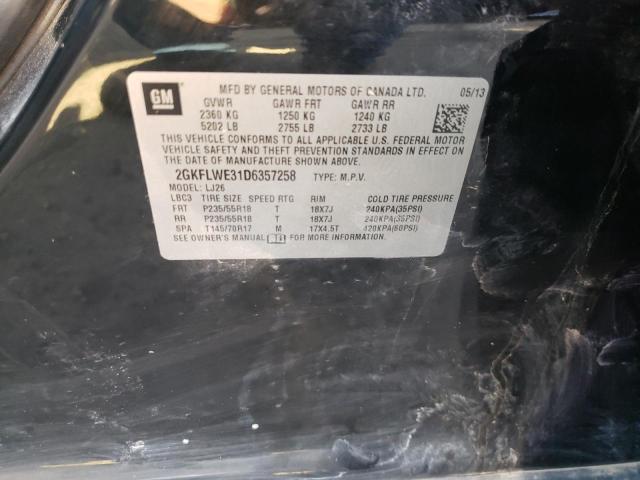 GM
MFD BY GENERAL MOTORS OF CANADA LTD. 05/13
GVWR GAWR FRT GAWR RR
2360 KG 1250 KG 1240 KG
5202 LB 2755 LB 2733 LB
THIS VEHICLE CONFORMS TO ALL APPLICABLE U.S. FEDERAL MOTOR
VEHICLE SAFETY AND THEFT PREVENTION STANDARDS IN EFFECT ON
THE DATE OF MANUFACTURE SHOWN ABOVE.
2GKFLWE31D6357258 TYPE: M.P.V.
MODEL: LJ26
LBC3 TIRE SIZE SPEED RTG RIM COLD TIRE PRESSURE
FRT P235/55R18 T 18X7J 240KPA(35PSI)
RR P235/55R18 T 18X7J 240KPA(35PSI)
SPA T145/70R17 M 17X4.5T 420KPA(60PSI)
SEE OWNER'S MANUAL FOR MORE INFORMATION.